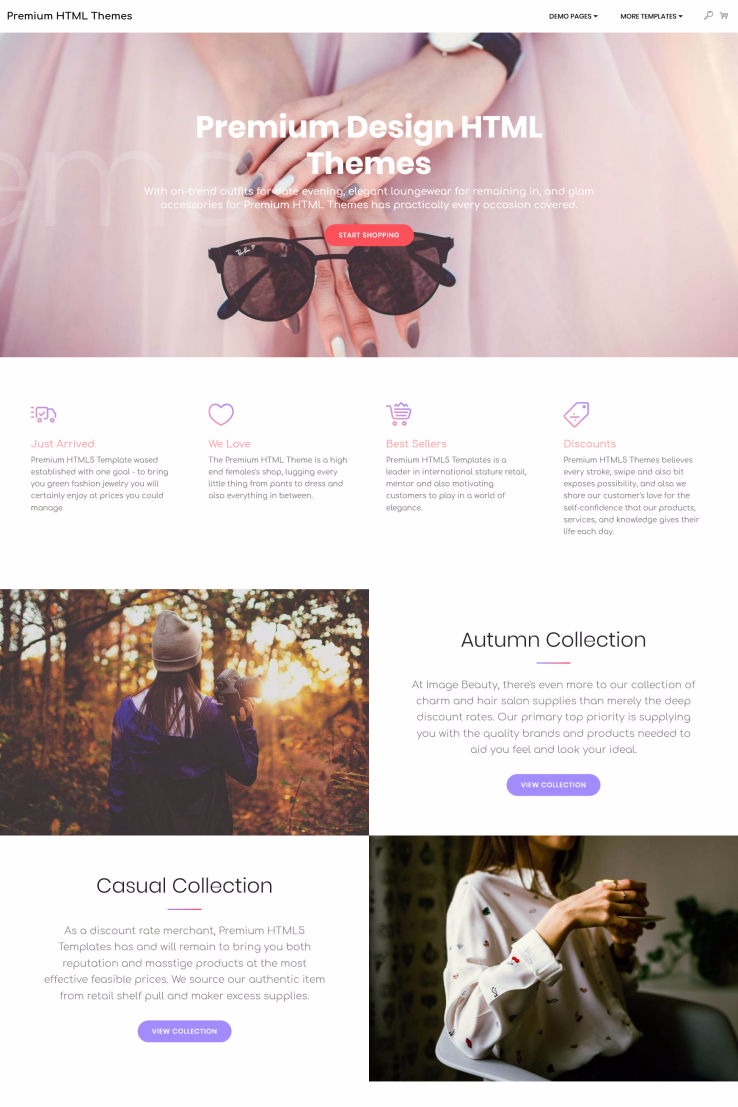 Premium HTML Themes
DEMO PAGES
MORE TEMPLATES
emo
Premium Design HTML
Themes
With on-trend outfits for date evening, elegant loungewear for remaining in, and glam
accessories for Premium HTML Themes has practically every occasion covered.
START SHOPPING
Ray-Ban
Just Arrived
Premium HTML5 Template wased
established with one goal - to bring
you green fashion jewelry you will
certainly enjoy at prices you could
manage
We Love
The Premium HTML Theme is a high
end females's shop, lugging every
little thing from pants to dress and
also everything in between.
Best Sellers
Premium HTML5 Templates is a
leader in international stature retail,
mentor and also motivating
customers to play in a world of
elegance.
Discounts
Premium HTML5 Themes believes
every stroke, swipe and also bit
exposes possibility, and also we
share our customer's love for the
self-confidence that our products,
services, and knowledge gives their
life each day.
Autumn Collection
At Image Beauty, there's even more to our collection of
charm and hair salon supplies than merely the deep
discount rates. Our primary top priority is supplying
you with the quality brands and products needed to
aid you feel and look your ideal.
VIEW COLLECTION
Casual Collection
As a discount rate merchant, Premium HTML5
Templates has and will remain to bring you both
reputation and masstige products at the most
effective feasible prices. We source our authentic item
from retail shelf pull and maker excess supplies.
VIEW COLLECTION